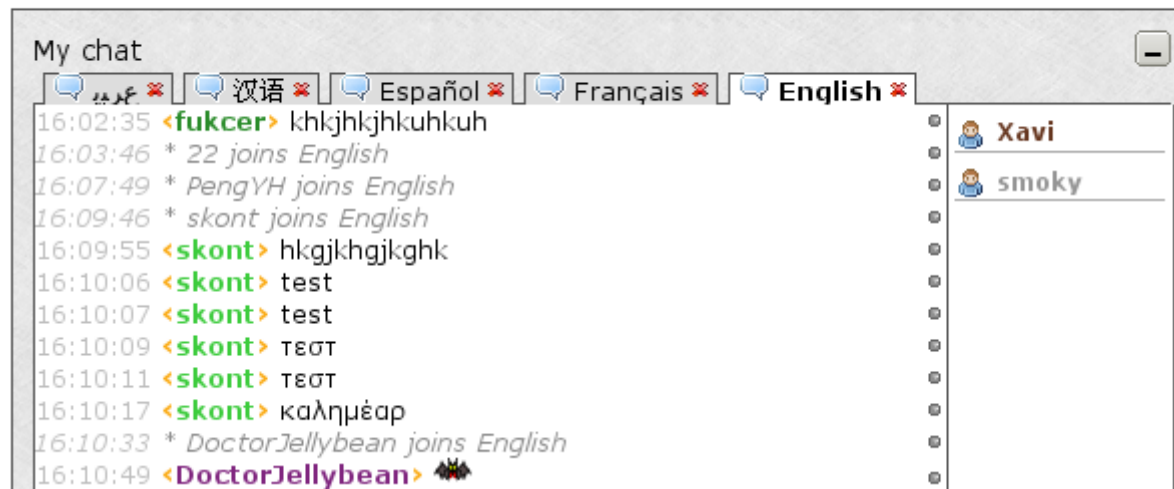 My chat
عربي 汉语 Español Français English
16:02:35 <fukcer> khkjhkjhkuhkuh
16:03:46 * 22 joins English
16:07:49 * PengYH joins English
16:09:46 * skont joins English
16:09:55 <skont> hkgjkhgjkghk
16:10:06 <skont> test
16:10:07 <skont> test
16:10:09 <skont> τεστ
16:10:11 <skont> τεστ
16:10:17 <skont> καλημέαρ
16:10:33 * DoctorJellybean joins English
16:10:49 <DoctorJellybean>
Xavi
smoky